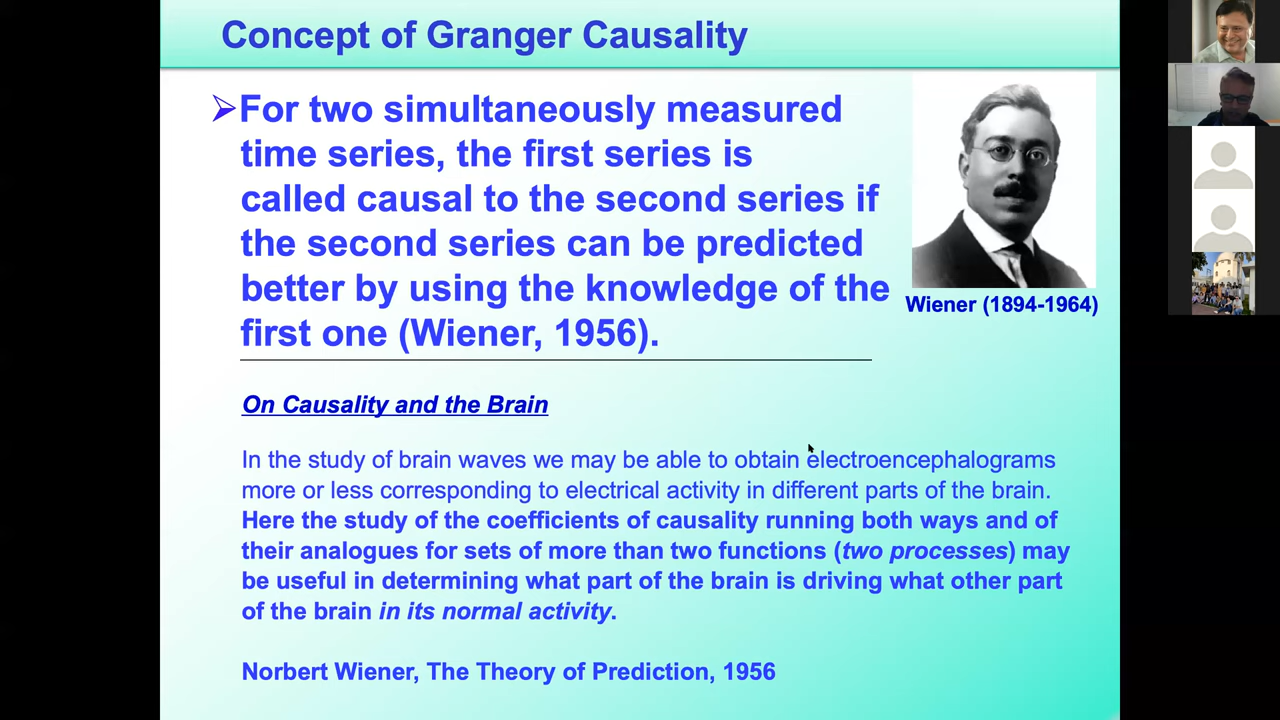 Concept of Granger Causality
➢For two simultaneously measured
time series, the first series is
called causal to the second series if
the second series can be predicted
better by using the knowledge of the
first one (Wiener, 1956).
Wiener (1894-1964)
On Causality and the Brain
In the study of brain waves we may be able to obtain electroencephalograms
more or less corresponding to electrical activity in different parts of the brain.
Here the study of the coefficients of causality running both ways and of
their analogues for sets of more than two functions (two processes) may
be useful in determining what part of the brain is driving what other part
of the brain in its normal activity.
Norbert Wiener, The Theory of Prediction, 1956